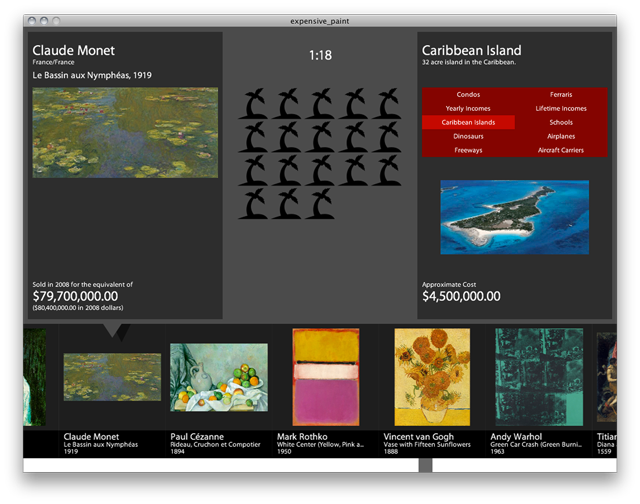 expensive_paint
Claude Monet
France/France
Le Bassin aux Nymphéas, 1919
Sold in 2008 for the equivalent of
$79,700,000.00
($80,400,000.00 in 2008 dollars)
1:18
Caribbean Island
32 acre island in the Caribbean.
Condos
Ferraris
Yearly Incomes
Lifetime Incomes
Caribbean Islands
Schools
Dinosaurs
Airplanes
Freeways
Aircraft Carriers
Approximate Cost
$4,500,000.00
Claude Monet
Le Bassin aux Nymphéas
1919
Paul Cézanne
Rideau, Cruchon et Compotier
1894
Mark Rothko
White Center (Yellow, Pink a...
1950
Vincent van Gogh
Vase with Fifteen Sunflowers
1888
Andy Warhol
Green Car Crash (Green Burni...
1963
Titian
Diana
1559